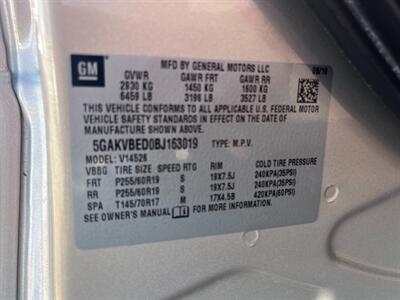 MFD BY GENERAL MOTORS LLC
GM GVWR GAWR FRT GAWR RR 09/10
2930 KG 1450 KG 1600 KG
6459 LB 3196 LB 3527 LB
THIS VEHICLE CONFORMS TO ALL APPLICABLE U.S. FEDERAL MOTOR
VEHICLE SAFETY STANDARDS IN EFFECT ON THE DATE OF
MANUFACTURE SHOWN ABOVE.
5GAKVBED0BJ163019 TYPE: M.P.V.
MODEL: V14526
VBBG TIRE SIZE SPEED RTG RIM COLD TIRE PRESSURE
FRT P255/60R19 S 19X7.5J 240KPA(35PSI)
RR P255/60R19 S 19X7.5J 240KPA(35PSI)
SPA T145/70R17 M 17X4.5B 420KPA(60PSI)
SEE OWNER'S MANUAL FOR MORE INFORMATION.